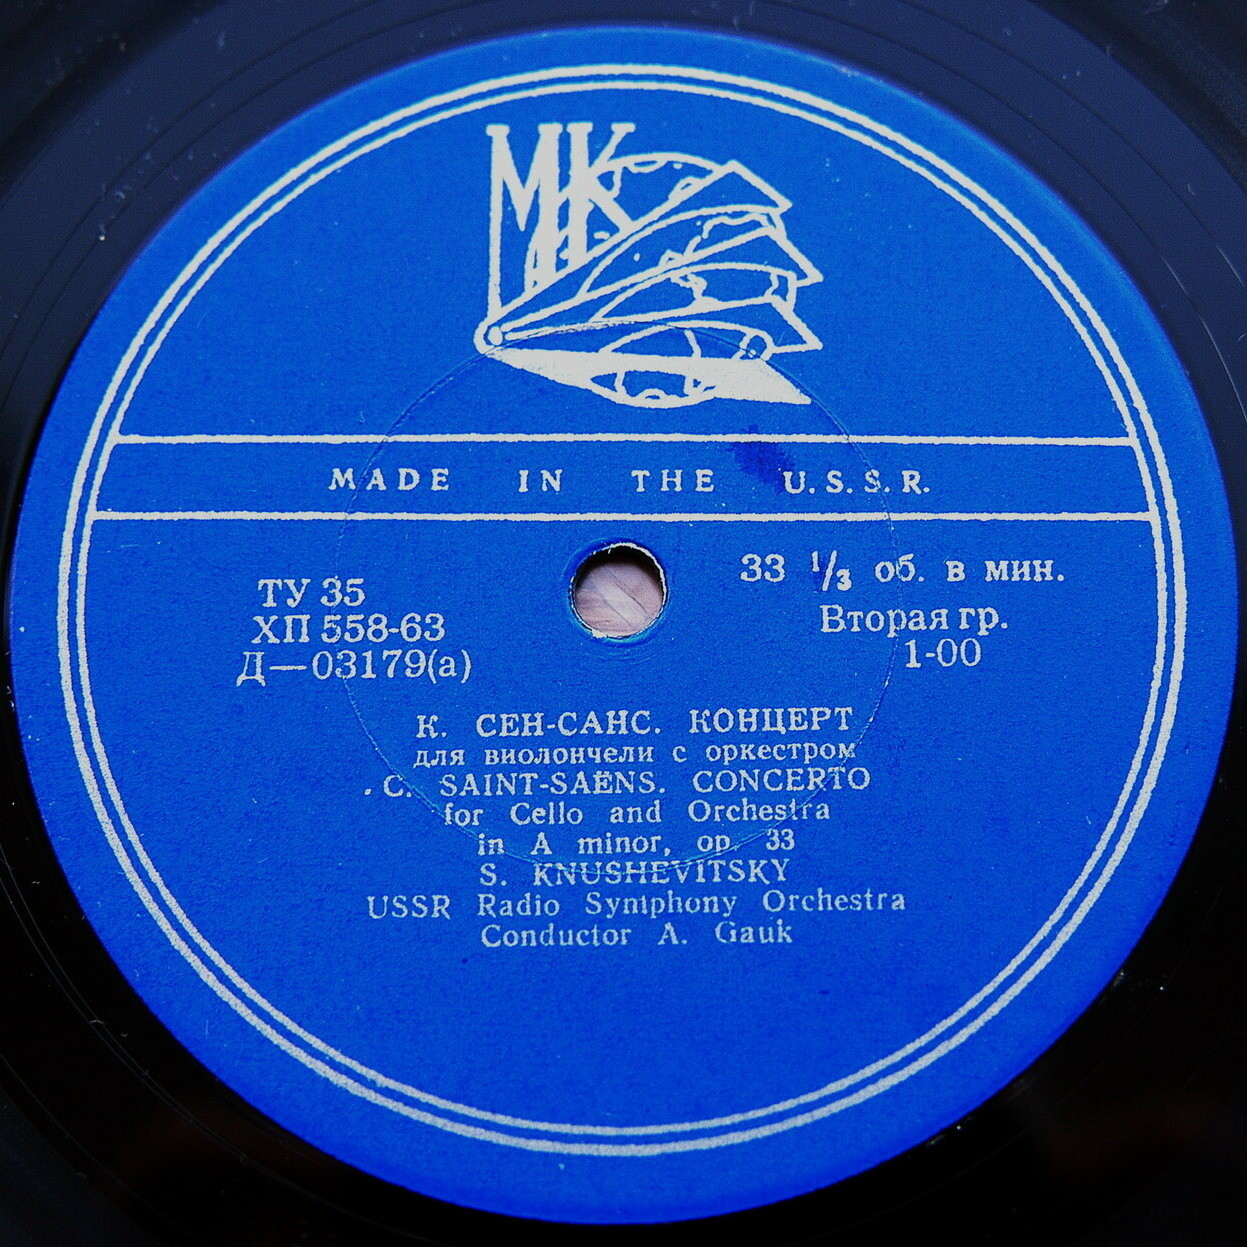 МК
MADE IN THE U.S.S.R.
ТУ 35
ХП 558-63
Д—03179(а)
33 1/3 об. в мин.
Вторая гр.
1-00
К. СЕН-САНС. КОНЦЕРТ
для виолончели с оркестром
C. SAINT-SAËNS. CONCERTO
for Cello and Orchestra
in A minor, op. 33
S. KNUSHEVITSKY
USSR Radio Symphony Orchestra
Conductor A. Gauk